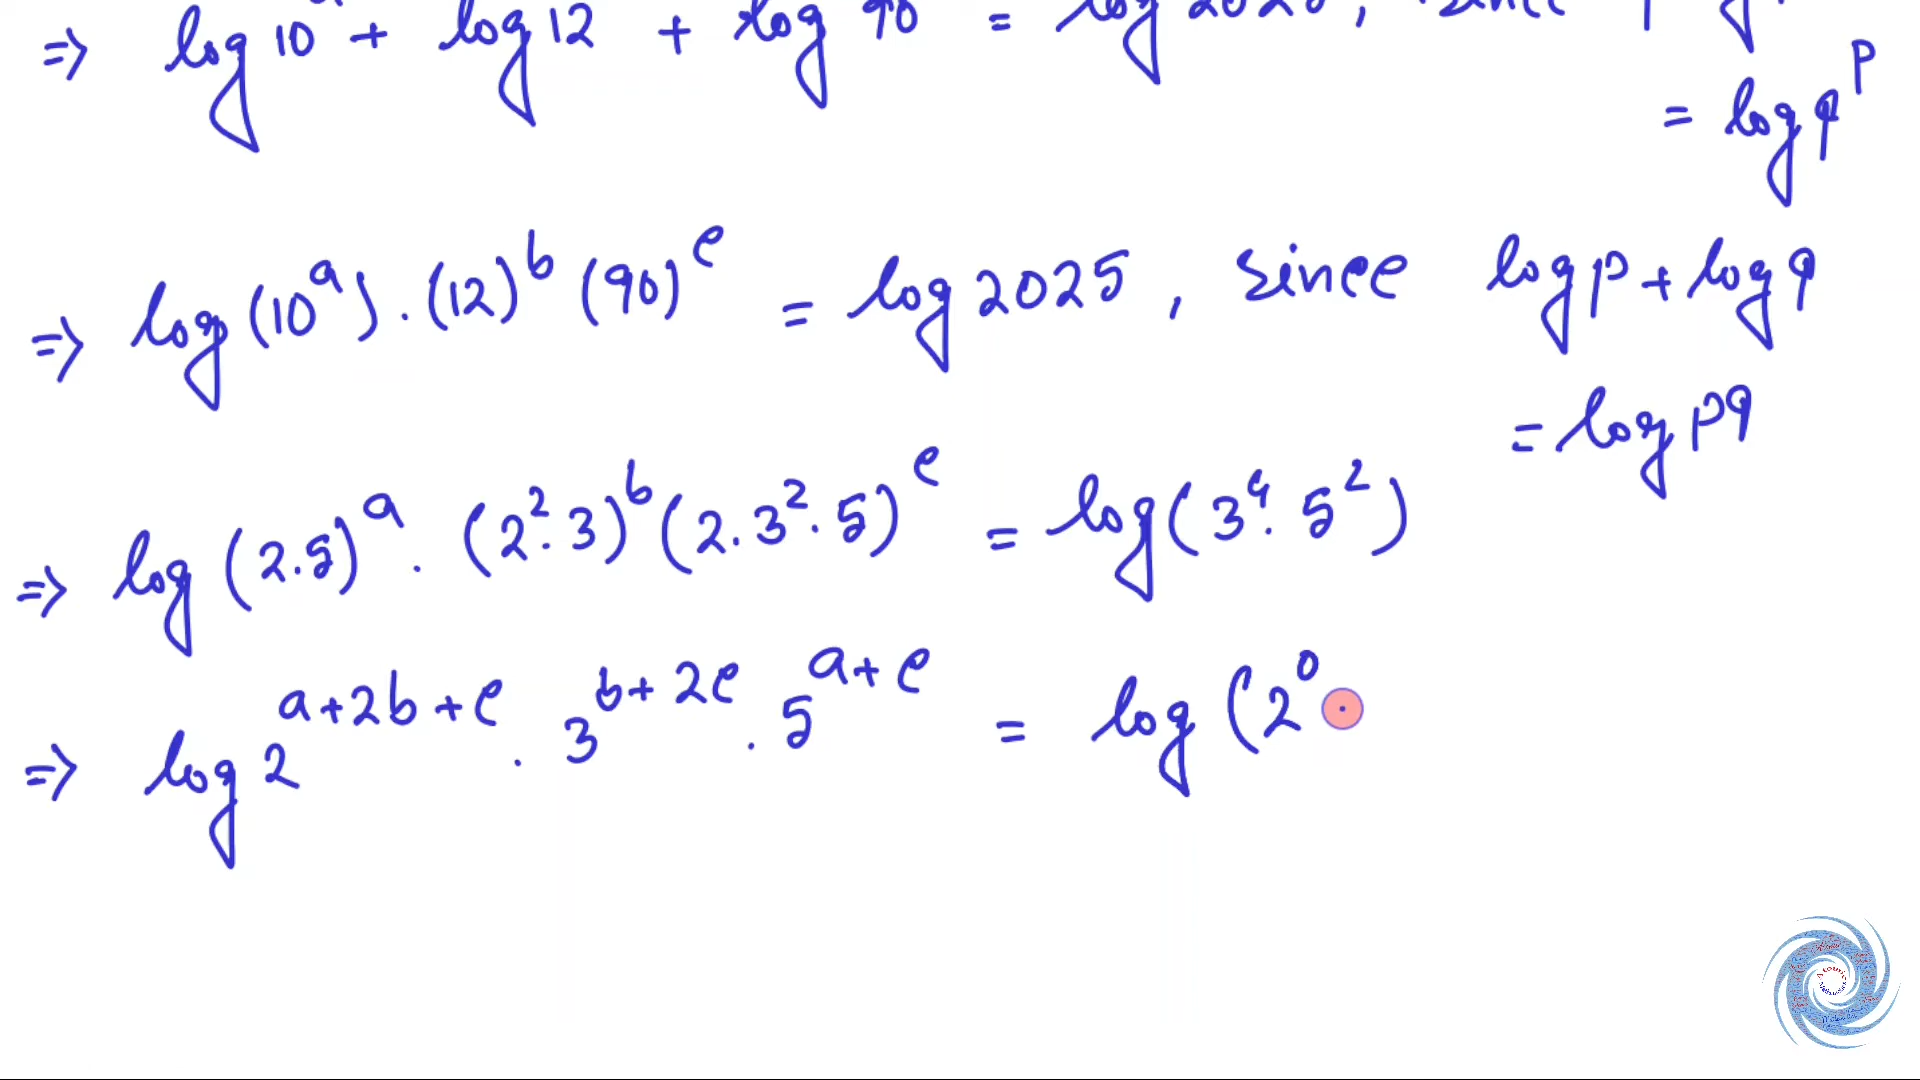 => log 10^a + log 12 + log 90 = log 2025, since
= log q^p
=> log (10^a) . (12)^b (90)^c = log 2025, since log p + log q
= log pq
=> log (2.5)^a . (2^2.3)^b (2.3^2.5)^c = log (3^4. 5^2)
=> log 2^a+2b+c . 3^b+2c . 5^a+c = log (2^0